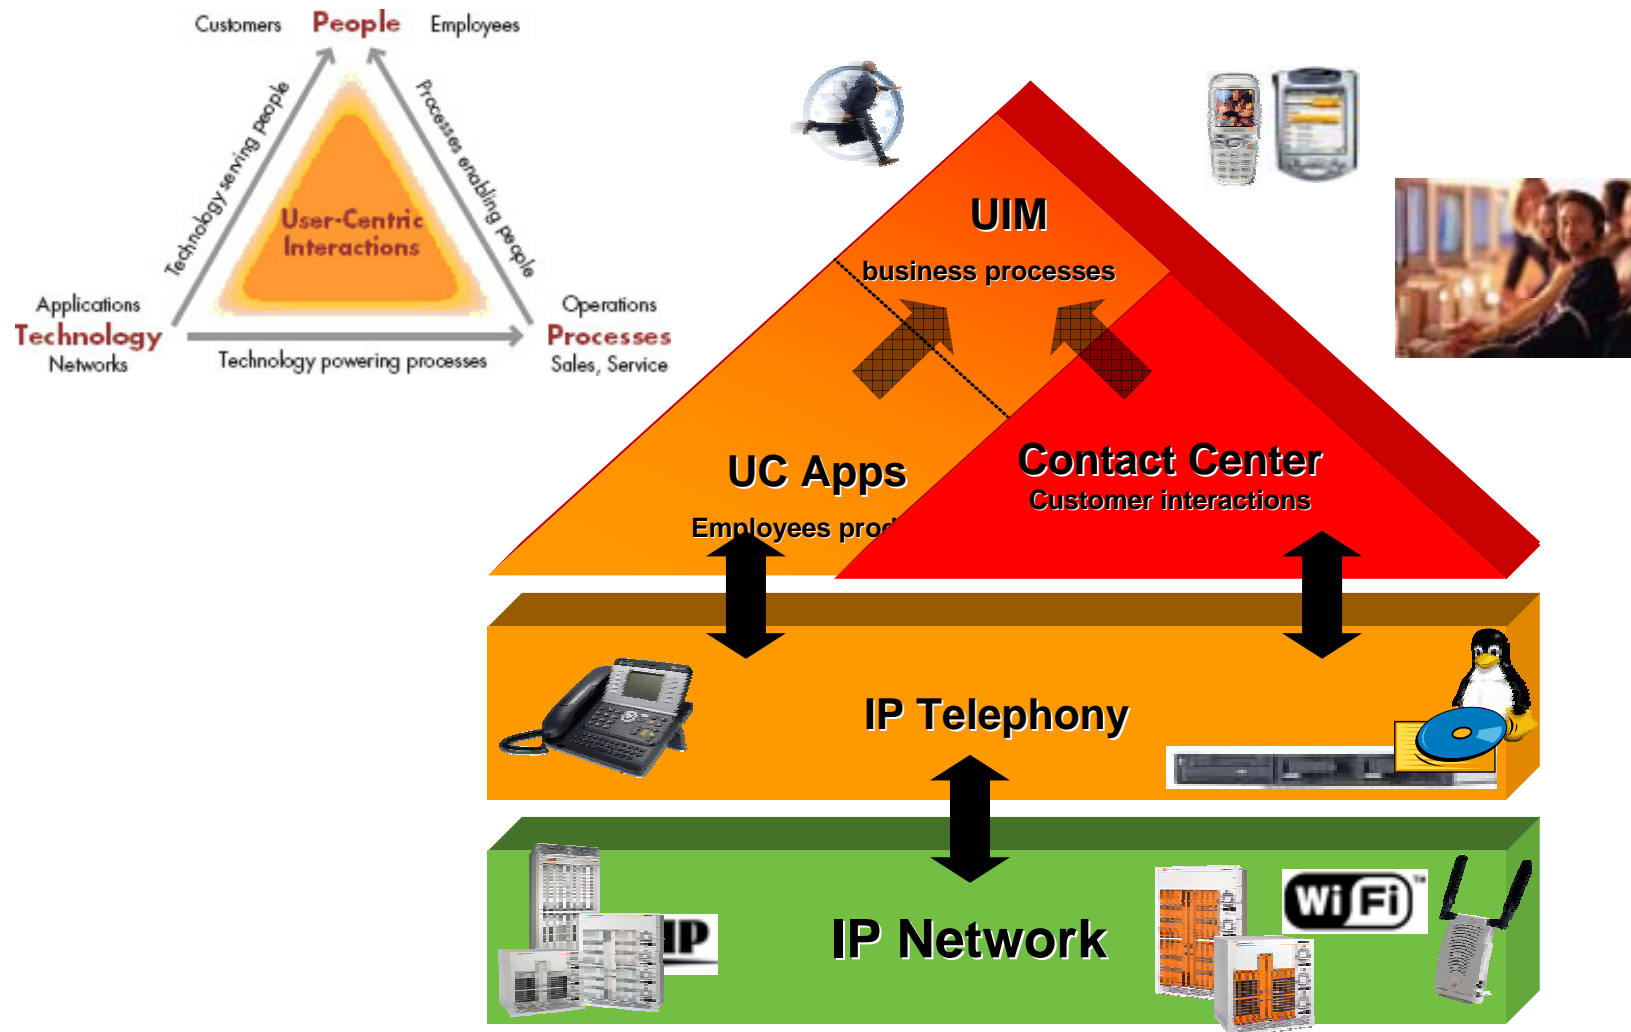 Customers People Employees
Technology serving people
Processes enabling people
User-Centric
Interactions
Applications
Technology
Networks
Technology powering processes
Operations
Processes
Sales, Service
UIM
business processes
UC Apps
Employees
Contact Center
Customer interactions
IP Telephony
IP Network
IP
Wi Fi ™